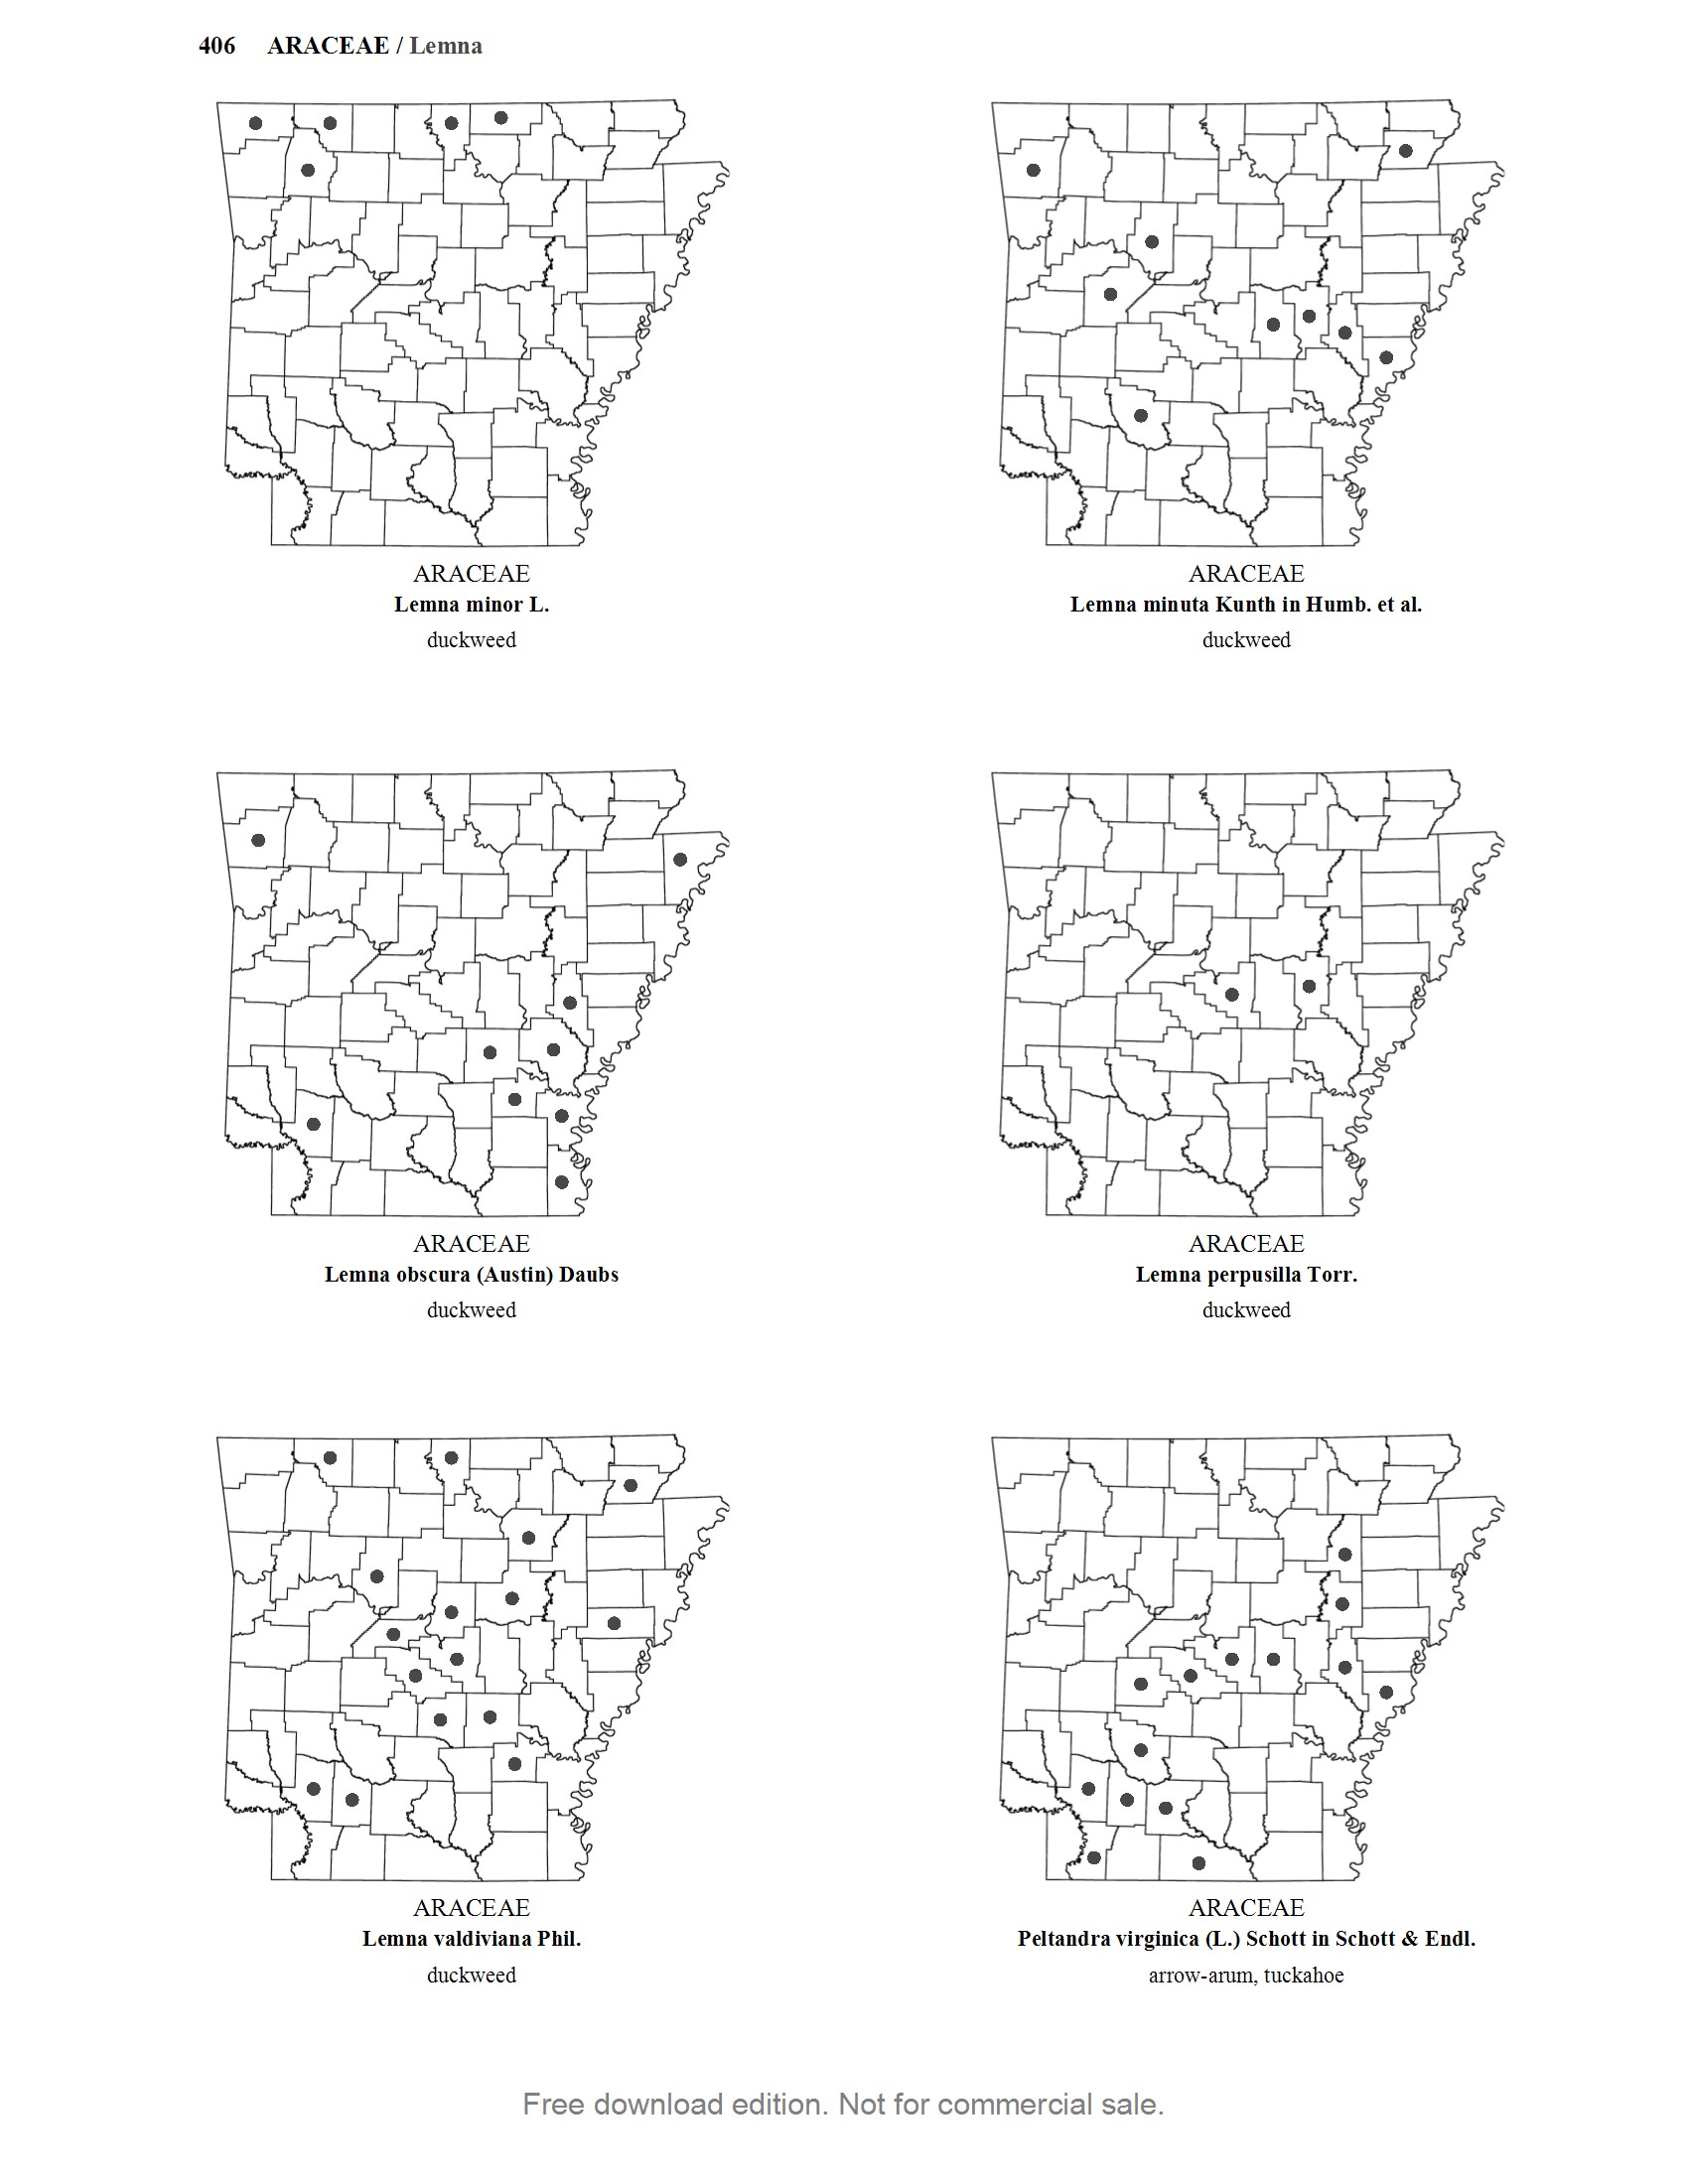 406 ARACEAE / Lemna
ARACEAE
Lemna minor L.
duckweed
ARACEAE
Lemna minuta Kunth in Humb. et al.
duckweed
ARACEAE
Lemna obscura (Austin) Daubs
duckweed
ARACEAE
Lemna perpusilla Torr.
duckweed
ARACEAE
Lemna valdiviana Phil.
duckweed
ARACEAE
Peltandra virginica (L.) Schott in Schott & Endl.
arrow-arum, tuckahoe
Free download edition. Not for commercial sale.